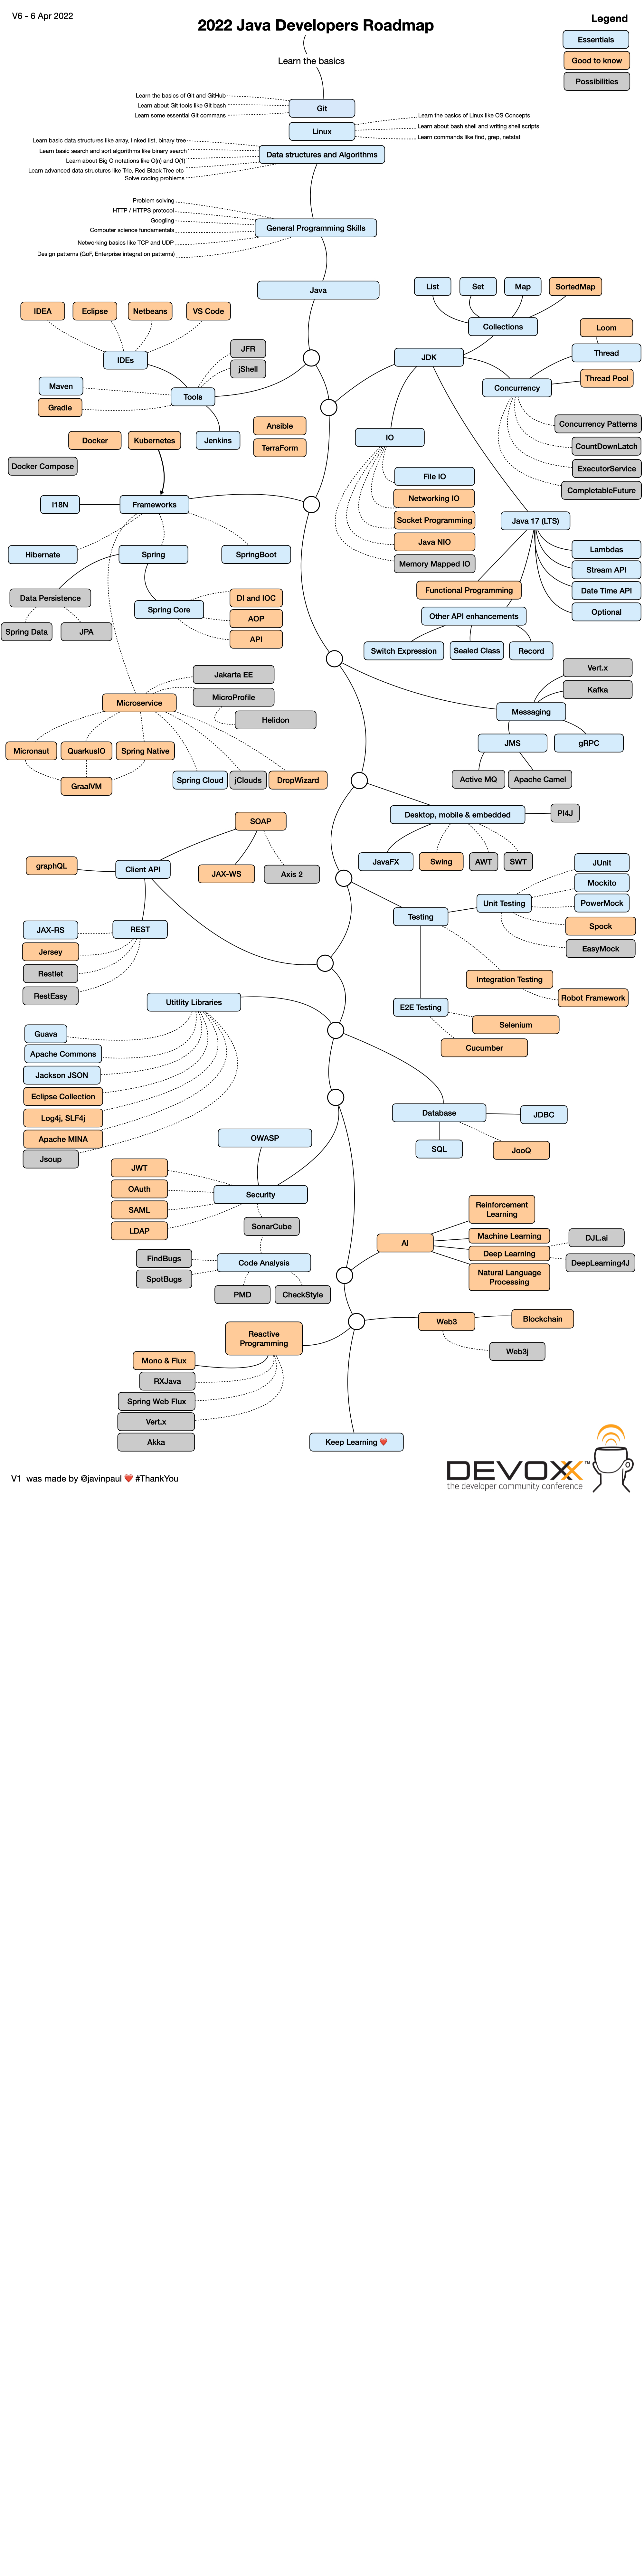 V6 - 6 Apr 2022
2022 Java Developers Roadmap
Legend
Essentials
Good to know
Possibilities
Learn the basics
Learn the basics of Git and GitHub
Learn about Git tools like Git bash
Learn some essential Git commans
Git
Linux
Learn the basics of Linux like OS Concepts
Learn about bash shell and writing shell scripts
Learn commands like find, grep, netstat
Learn basic data structures like array, linked list, binary tree
Learn basic search and sort algorithms like binary search
Learn about Big O notations like O(n) and O(1)
Learn advanced data structures like Trie, Red Black Tree etc
Solve coding problems
Data structures and Algorithms
Problem solving
HTTP / HTTPS protocol
Googling
Computer science fundamentals
Networking basics like TCP and UDP
Design patterns (GoF, Enterprise integration patterns)
General Programming Skills
Java
List
Set
Map
SortedMap
Collections
IDEA
Eclipse
Netbeans
VS Code
IDEs
JFR
jShell
Maven
Gradle
Tools
Jenkins
JDK
Loom
Thread
Thread Pool
Concurrency
Concurrency Patterns
CountDownLatch
ExecutorService
CompletableFuture
Ansible
TerraForm
Docker
Kubernetes
Docker Compose
I18N
Frameworks
IO
File IO
Networking IO
Socket Programming
Java NIO
Memory Mapped IO
Java 17 (LTS)
Lambdas
Stream API
Date Time API
Optional
Functional Programming
Other API enhancements
Switch Expression
Sealed Class
Record
Hibernate
Spring
SpringBoot
Data Persistence
Spring Data
JPA
Spring Core
DI and IOC
AOP
API
Microservice
Jakarta EE
MicroProfile
Helidon
Micronaut
QuarkusIO
Spring Native
GraalVM
Spring Cloud
jClouds
DropWizard
Vert.x
Kafka
Messaging
JMS
gRPC
Active MQ
Apache Camel
Desktop, mobile & embedded
PI4J
JavaFX
Swing
AWT
SWT
SOAP
graphQL
Client API
JAX-WS
Axis 2
JAX-RS
Jersey
Restlet
RestEasy
REST
Testing
Unit Testing
JUnit
Mockito
PowerMock
Spock
EasyMock
Integration Testing
Robot Framework
E2E Testing
Selenium
Cucumber
Utitlity Libraries
Guava
Apache Commons
Jackson JSON
Eclipse Collection
Log4j, SLF4j
Apache MINA
Jsoup
Database
JDBC
SQL
JooQ
OWASP
JWT
OAuth
SAML
LDAP
Security
SonarCube
FindBugs
SpotBugs
Code Analysis
PMD
CheckStyle
AI
Reinforcement
Learning
Machine Learning
Deep Learning
Natural Language
Processing
DJL.ai
DeepLearning4J
Web3
Blockchain
Web3j
Reactive
Programming
Mono & Flux
RXJava
Spring Web Flux
Vert.x
Akka
Keep Learning ❤️
V1 was made by @javinpaul ❤️ #ThankYou
DEVOXX™
the developer community conference